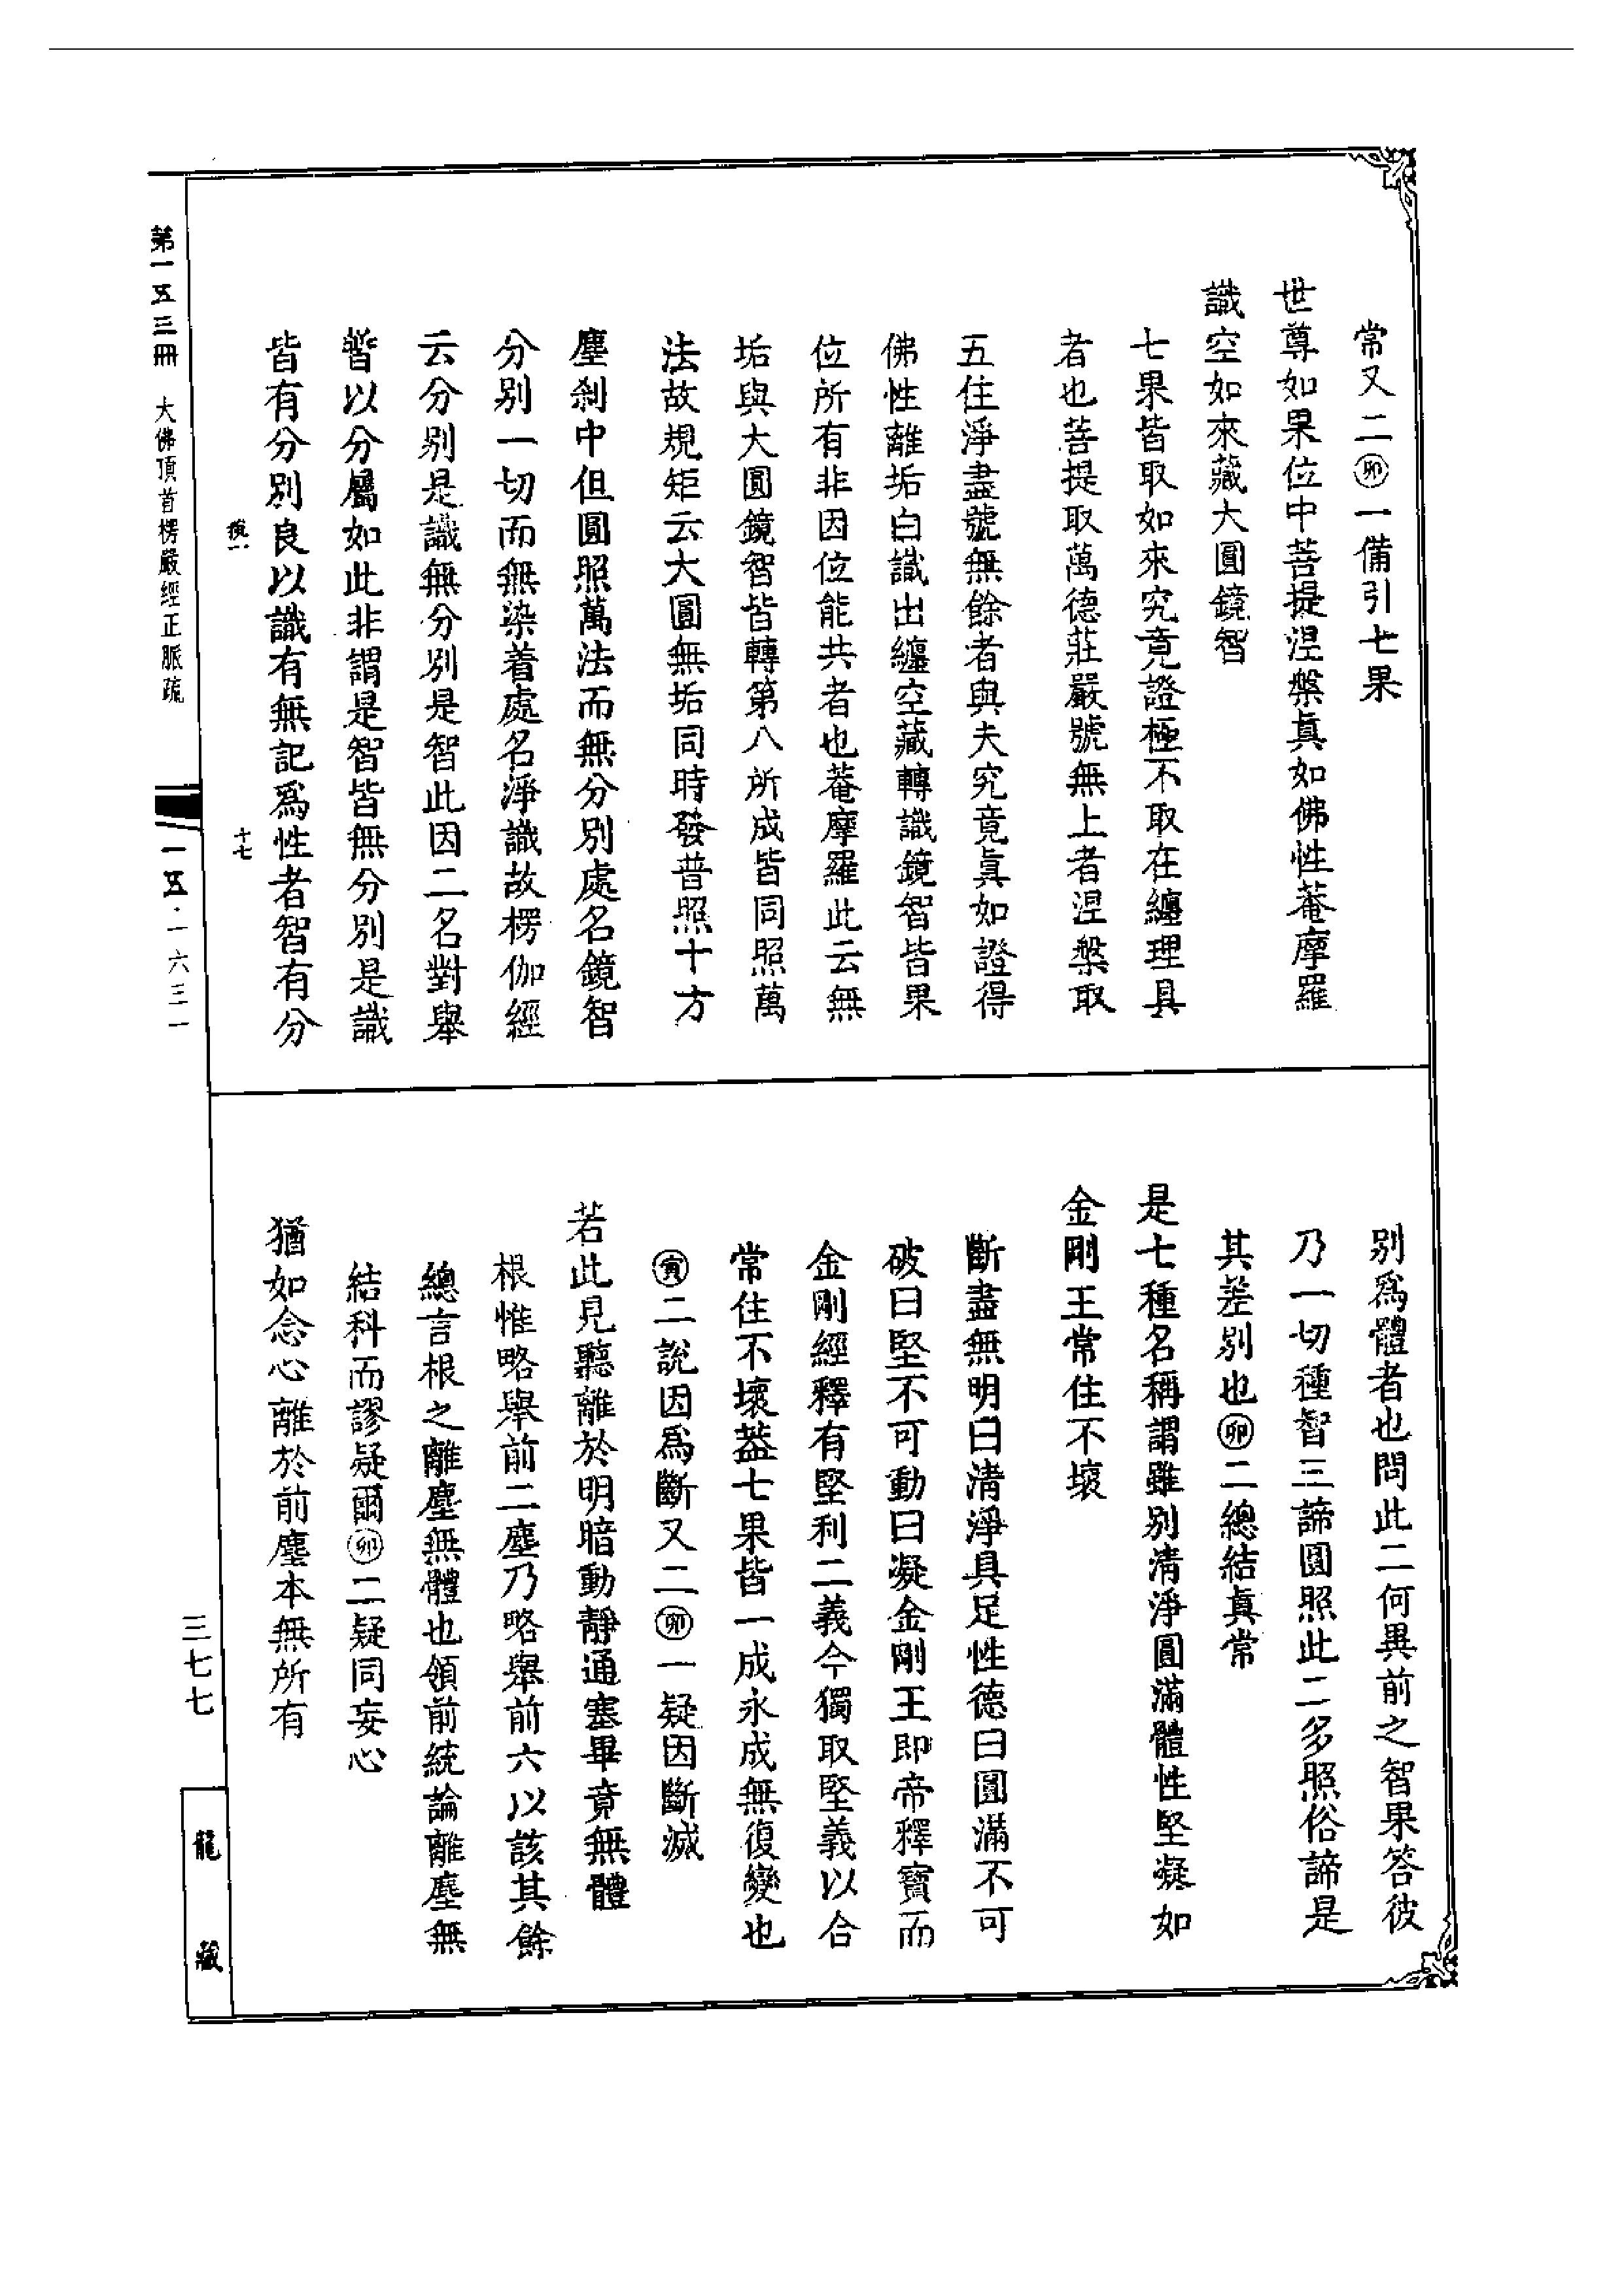 常又二㊞一備引七果
世尊如果位中菩提涅槃真如佛性菴摩羅
識空如來藏大圓鏡智
七果皆取如來究竟證極不取在纏理具
者也菩提取萬德莊嚴號無上者涅槃取
五住淨盡號無餘者與夫究竟真如證得
佛性離垢白識出纏空藏轉識鏡智皆果
位所有非因位能共者也菴摩羅此云無
垢與大圓鏡智皆轉第八所成皆同照萬
法故規矩云大圓無垢同時發普照十方
塵剎中但圓照萬法而無分別處名鏡智
分別一切而無染着處名淨識故楞伽經
云分別是識無分別是智此因二名對舉
暫以分屬如此非謂是智皆無分別是識
皆有分別良以識有無記為性者智有分
別為體者也問此二何異前之智果答彼
乃一切種智三諦圓照此二多照俗諦是
其差別也卯二總結真常
是七種名稱謂雖別清淨圓滿體性堅凝如
金剛王常住不壞
斷盡無明曰清淨具足性德曰圓滿不可
破曰堅不可動曰凝金剛王即帝釋寶而
金剛經釋有堅利二義今獨取堅義以合
常住不壞葢七果皆一成永成無復變也
寅二說因為斷又二卯一疑因斷滅
若此見聽離於明暗動靜通塞畢竟無體
根惟略舉前二塵乃略舉前六以該其餘
總言根之離塵無體也領前統論離塵無
結科而謬疑爾卯二疑同妄心
猶如念心離於前塵本無所有
十七
第一五三冊 大佛頂首楞嚴經正脈疏
一五·一六三一
三七七
龍藏